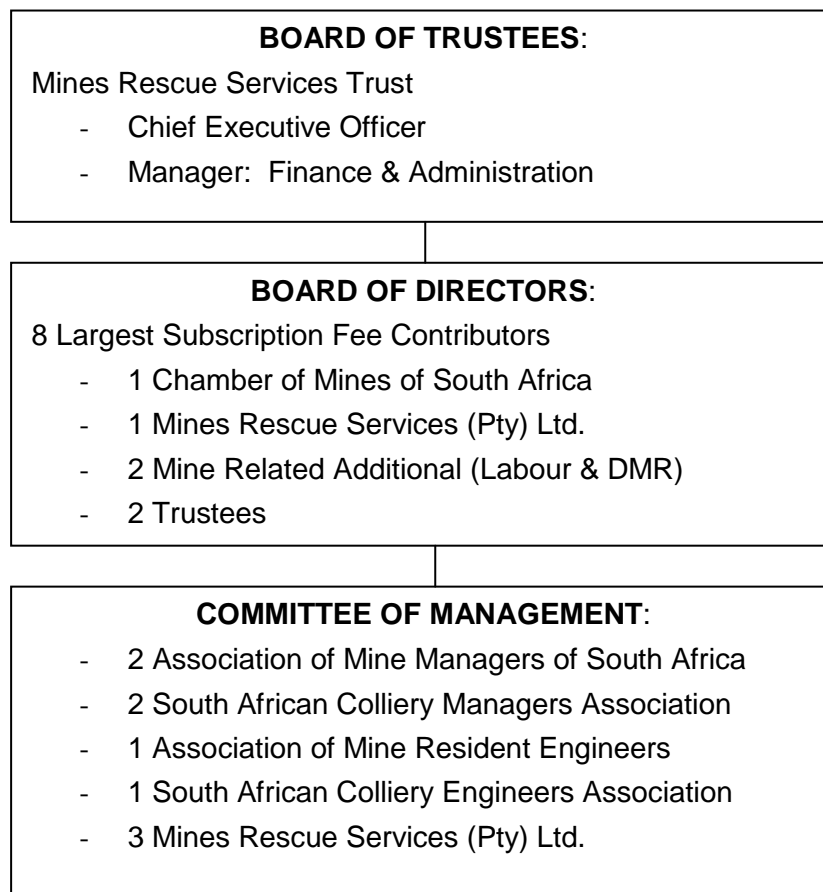 BOARD OF TRUSTEES:
Mines Rescue Services Trust
- Chief Executive Officer
- Manager: Finance & Administration
BOARD OF DIRECTORS:
8 Largest Subscription Fee Contributors
- 1 Chamber of Mines of South Africa
- 1 Mines Rescue Services (Pty) Ltd.
- 2 Mine Related Additional (Labour & DMR)
- 2 Trustees
COMMITTEE OF MANAGEMENT:
- 2 Association of Mine Managers of South Africa
- 2 South African Colliery Managers Association
- 1 Association of Mine Resident Engineers
- 1 South African Colliery Engineers Association
- 3 Mines Rescue Services (Pty) Ltd.